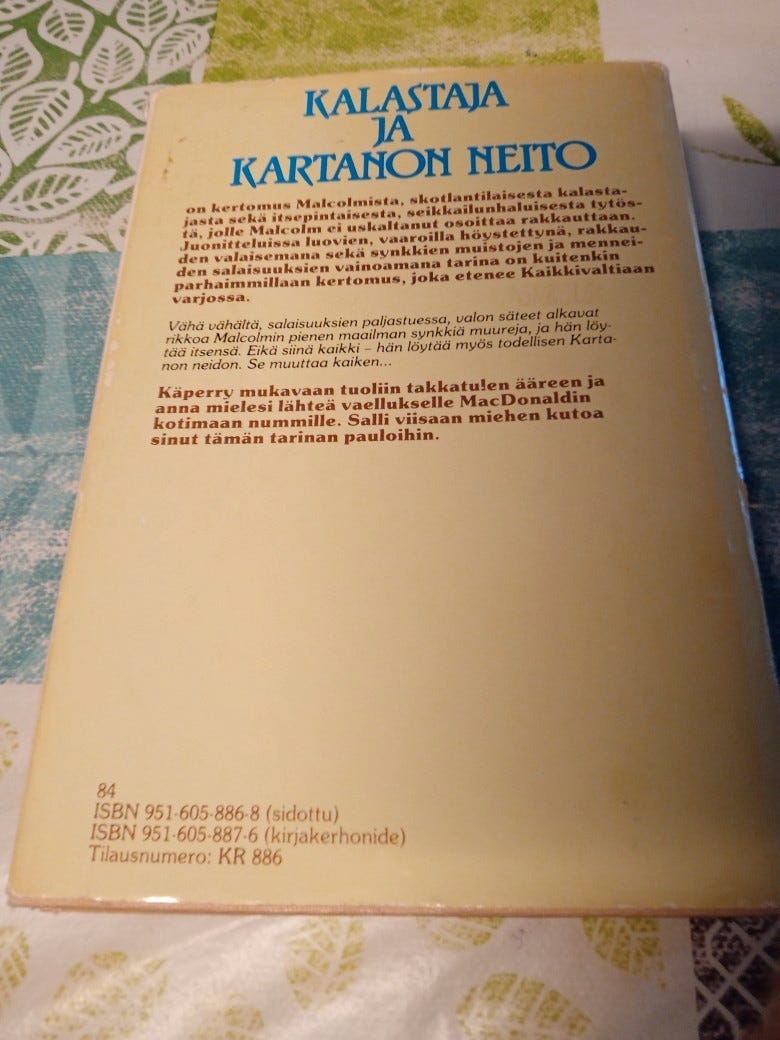 KALASTAJA
JA
KARTANON NEITO
on kertomus Malcolmista, skotlantilaisesta kalasta-
jasta sekä itsepintaisesta, seikkailunhaluisesta tytös-
tä, jolle Malcolm ei uskaltanut osoittaa rakkauttaan.
Juonitteluissa luovien, vaaroilla höystettynä, rakkau-
den valaisemana sekä synkkien muistojen ja mennei-
den salaisuuksien vainoamana tarina on kuitenkin
parhaimmillaan kertomus, joka etenee Kaikkivaltiaan
varjossa.
Vähä vähältä, salaisuuksien paljastuessa, valon säteet alkavat
rikkoa Malcolmin pienen maailman synkkiä muureja, ja hän löy-
tää itsensä. Eikä siinä kaikki – hän löytää myös todellisen Karta-
non neidon. Se muuttaa kaiken...
Käperry mukavaan tuoliin takkatulen ääreen ja
anna mielesi lähteä vaellukselle MacDonaldin
kotimaan nummille. Salli viisaan miehen kutoa
sinut tämän tarinan pauloihin.
84
ISBN 951-605-886-8 (sidottu)
ISBN 951-605-887-6 (kirjakerhonide)
Tilausnumero: KR 886